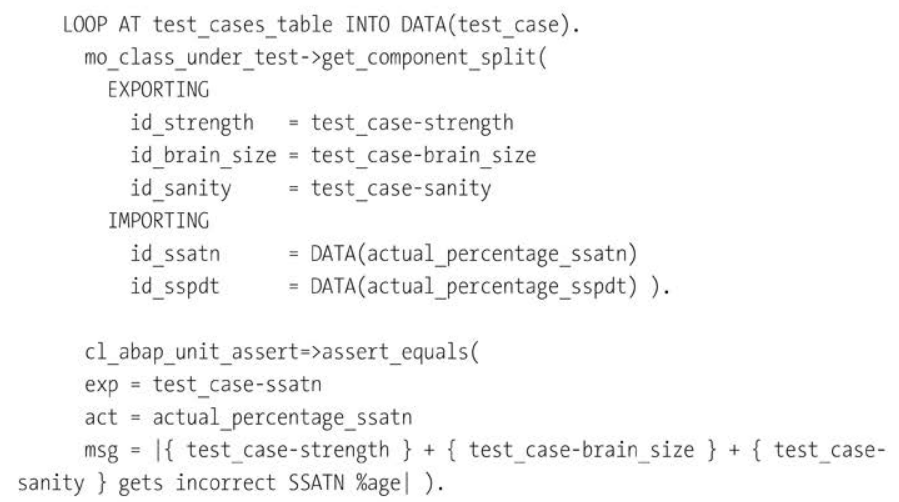 LOOP AT test_cases_table INTO DATA(test_case).
mo_class_under_test->get_component_split(
EXPORTING
id_strength = test_case-strength
id_brain_size = test_case-brain_size
id_sanity = test_case-sanity
IMPORTING
id_ssatn = DATA(actual_percentage_ssatn)
id_sspdt = DATA(actual_percentage_sspdt) ).
cl_abap_unit_assert=>assert_equals(
exp = test_case-ssatn
act = actual_percentage_ssatn
msg = |{ test_case-strength } + { test_case-brain_size } + { test_case-
sanity } gets incorrect SSATN %age| ).